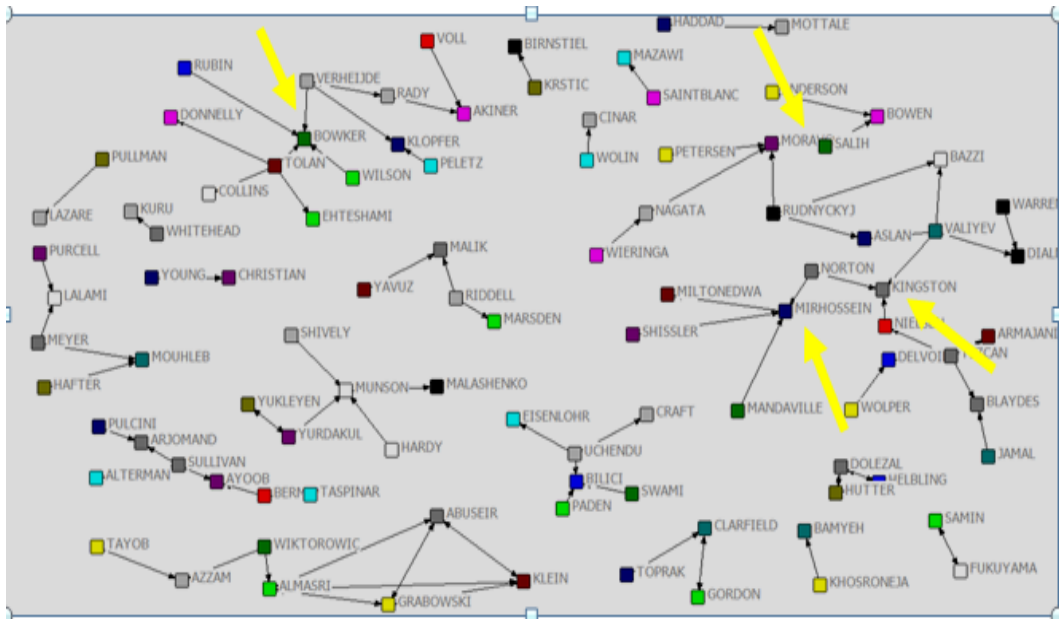 HADDAD
MOTTALE
VOLL
BIRNSTIEL
MAZAWI
RUBIN
VERHEIJDE
RADY
KRSTIC
SAINTBLANC
DONNELLY
AKINER
CINAR
BOWEN
BOWKER
KLOPFER
SALIH
PULLMAN
TOLAN
PELETZ
WOLIN
PETERSEN
BAZZI
COLLINS
WILSON
LAZARE
KURU
EHTESHAMI
NAGATA
RUDNYCKYJ
WHITEHEAD
ASLAN
VALIYEV
PURCELL
MALIK
WIERINGA
YOUNG
CHRISTIAN
NORTON
LALAMI
YAVUZ
RIDDELL
MILTONEDWA
KINGSTON
MARSDEN
MIRHOSSEIN
SHIVELY
SHISSLER
ARMAJANI
MEYER
MOUHLEB
HAFTER
MUNSON
MALASHENKO
YUKLEYEN
EISENLOHR
CRAFT
MANDAVILLE
WOLPER
BLAYDES
PULCINI
YURDAKUL
ARJOMAND
HARDY
UCHENDU
JAMAL
SULLIVAN
DOLEZAL
ALTERMAN
AYOOB
BILICI
HELBLING
TASPINAR
SWAMI
HUTTER
PADEN
ABUSEIR
TAYOB
WIKTOROWIC
CLARFIELD
BAMYEH
SAMIN
AZZAM
ALMASRI
KLEIN
TOPRAK
FUKUYAMA
GRABOWSKI
GORDON
KHOSRONEJA